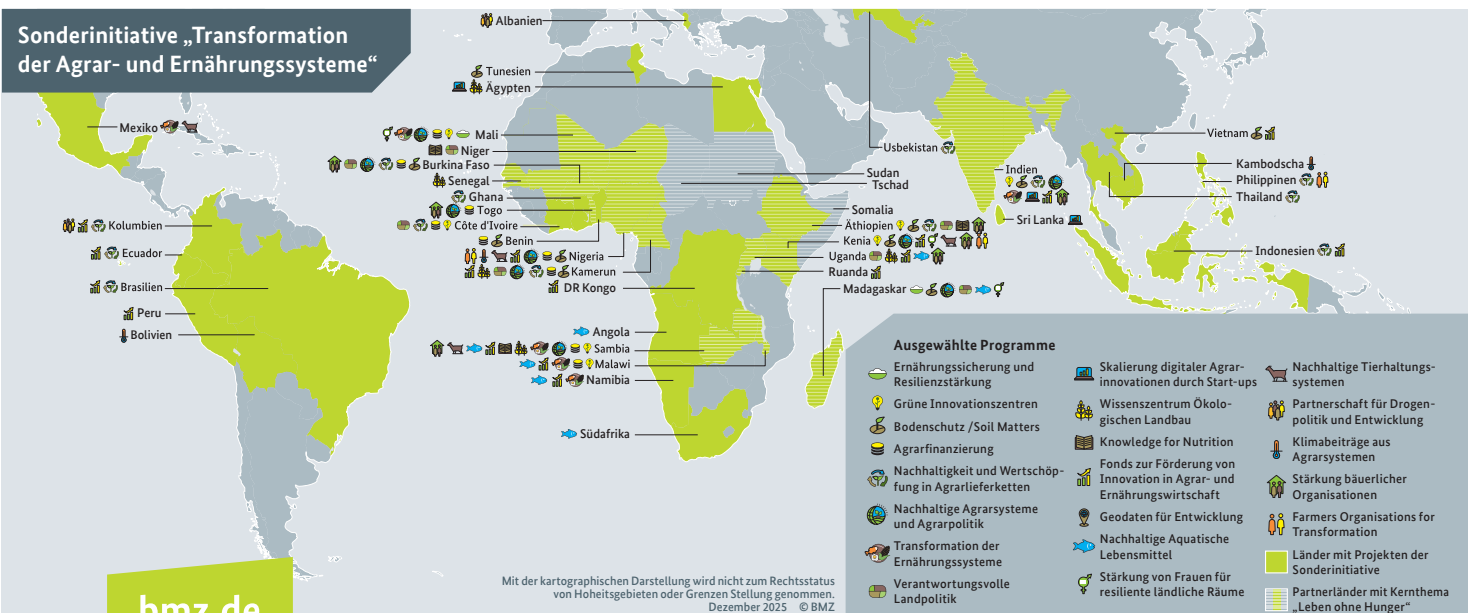 Sonderinitiative „Transformation
der Agrar- und Ernährungssysteme“
Albanien
Tunesien
Ägypten
Mexiko
Mali
Niger
Burkina Faso
Senegal
Ghana
Togo
Côte d'Ivoire
Benin
Nigeria
Kamerun
DR Kongo
Kolumbien
Ecuador
Brasilien
Peru
Bolivien
Angola
Sambia
Malawi
Namibia
Südafrika
Usbekistan
Sudan
Tschad
Somalia
Äthiopien
Kenia
Uganda
Ruanda
Madagaskar
Indien
Sri Lanka
Vietnam
Kambodscha
Philippinen
Thailand
Indonesien
Ausgewählte Programme
Ernährungssicherung und
Resilienzstärkung
Grüne Innovationszentren
Bodenschutz /Soil Matters
Agrarfinanzierung
Nachhaltigkeit und Wertschöp-
fung in Agrarlieferketten
Nachhaltige Agrarsysteme
und Agrarpolitik
Transformation der
Ernährungssysteme
Verantwortungsvolle
Landpolitik
Skalierung digitaler Agrar-
innovationen durch Start-ups
Wissenszentrum Ökolo-
gischen Landbau
Knowledge for Nutrition
Fonds zur Förderung von
Innovation in Agrar- und
Ernährungswirtschaft
Geodaten für Entwicklung
Nachhaltige Aquatische
Lebensmittel
Stärkung von Frauen für
resiliente ländliche Räume
Nachhaltige Tierhaltungs-
systemen
Partnerschaft für Drogen-
politik und Entwicklung
Klimabeiträge aus
Agrarsystemen
Stärkung bäuerlicher
Organisationen
Farmers Organisations for
Transformation
Länder mit Projekten der
Sonderinitiative
Partnerländer mit Kernthema
„Leben ohne Hunger“
Mit der kartographischen Darstellung wird nicht zum Rechtsstatus
von Hoheitsgebieten oder Grenzen Stellung genommen.
Dezember 2025 © BMZ
bmz.de